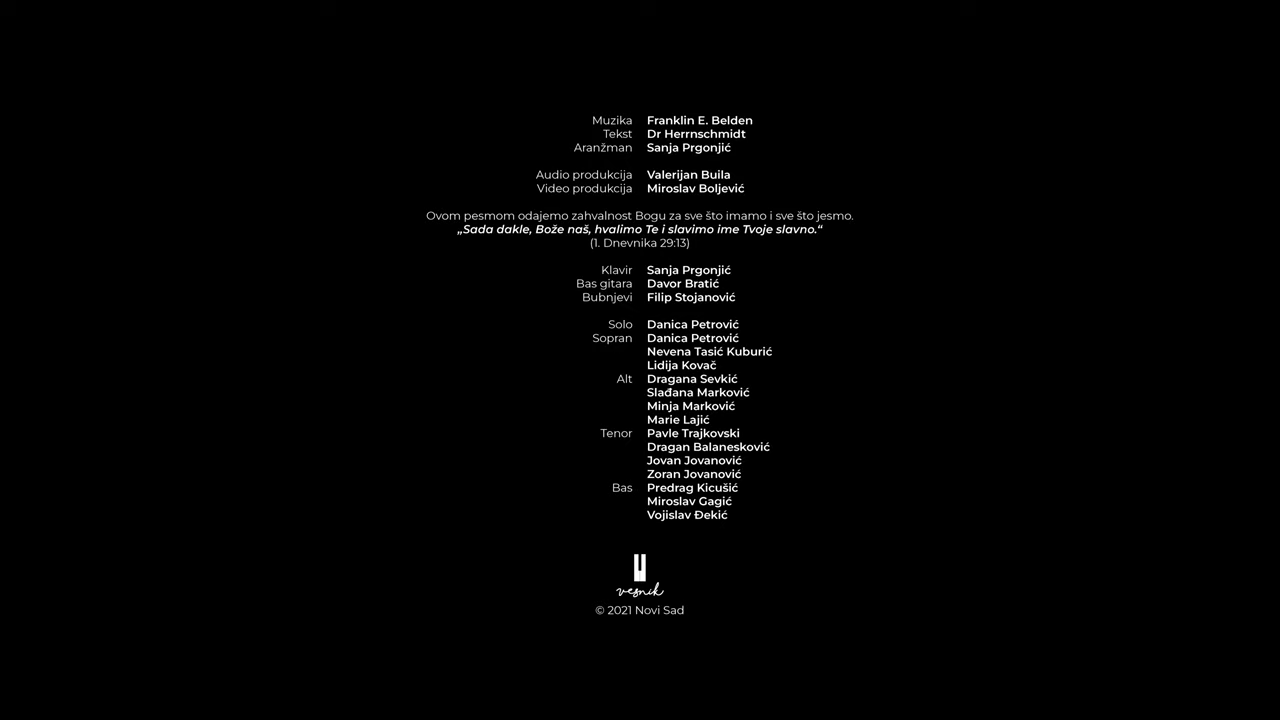 Muzika Franklin E. Belden
Tekst Dr Herrnschmidt
Aranžman Sanja Prgonjić
Audio produkcija Valerijan Buila
Video produkcija Miroslav Boljević
Ovom pesmom odajemo zahvalnost Bogu za sve što imamo i sve što jesmo.
„Sada dakle, Bože naš, hvalimo Te i slavimo ime Tvoje slavno.“
(1. Dnevnika 29:13)
Klavir Sanja Prgonjić
Bas gitara Davor Bratić
Bubnjevi Filip Stojanović
Solo Danica Petrović
Sopran Danica Petrović
Nevena Tasić Kuburić
Lidija Kovač
Alt Dragana Sevkić
Slađana Marković
Minja Marković
Marie Lajić
Tenor Pavle Trajkovski
Dragan Balanesković
Jovan Jovanović
Zoran Jovanović
Bas Predrag Kicušić
Miroslav Gagić
Vojislav Đekić
vesnik
© 2021 Novi Sad